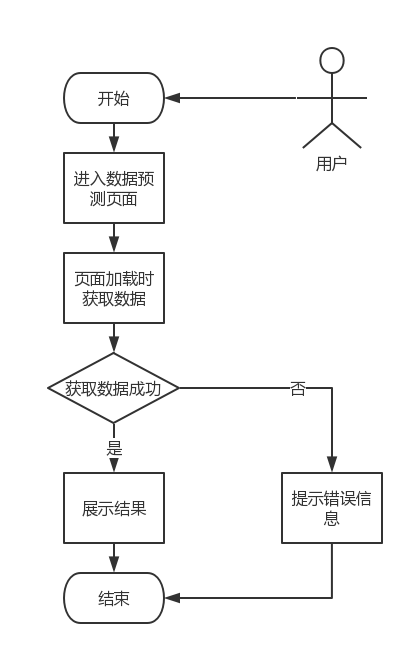 开始
用户
进入数据预
测页面
页面加载时
获取数据
获取数据成功
否
是
展示结果
提示错误信
息
结束